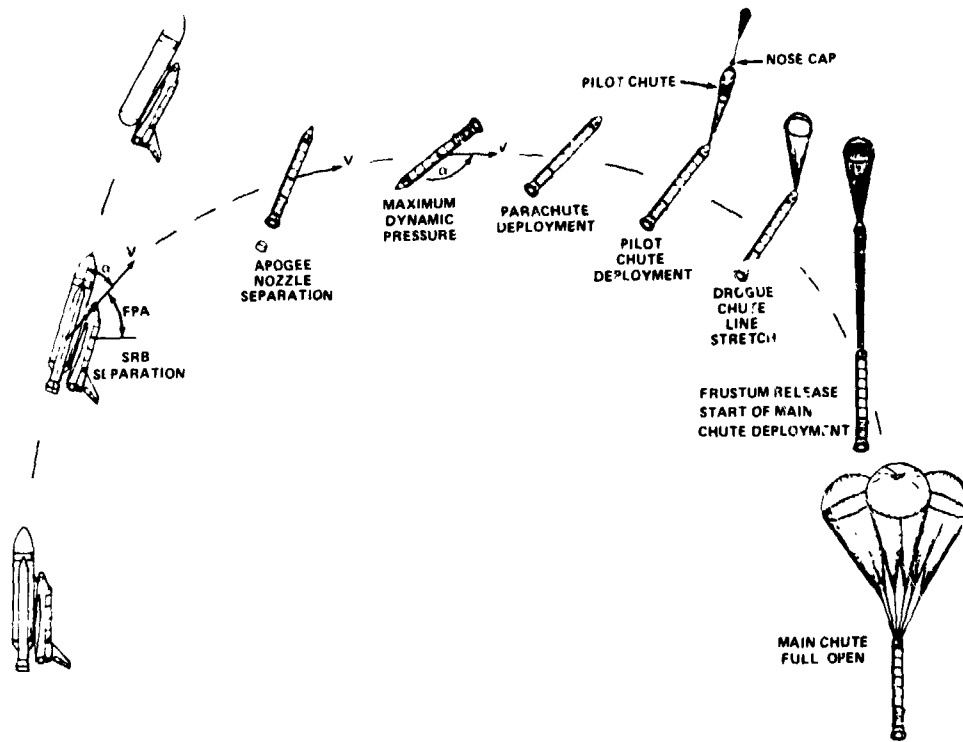 NOSE CAP
PILOT CHUTE
V
α
MAXIMUM
DYNAMIC
PRESSURE
V
PARACHUTE
DEPLOYMENT
PILOT
CHUTE
DEPLOYMENT
APOGEE
NOZZLE
SEPARATION
DROGUE
CHUTE
LINE
STRETCH
V
α
FPA
SRB
SEPARATION
FRUSTUM RELEASE
START OF MAIN
CHUTE DEPLOYMENT
MAIN CHUTE
FULL OPEN